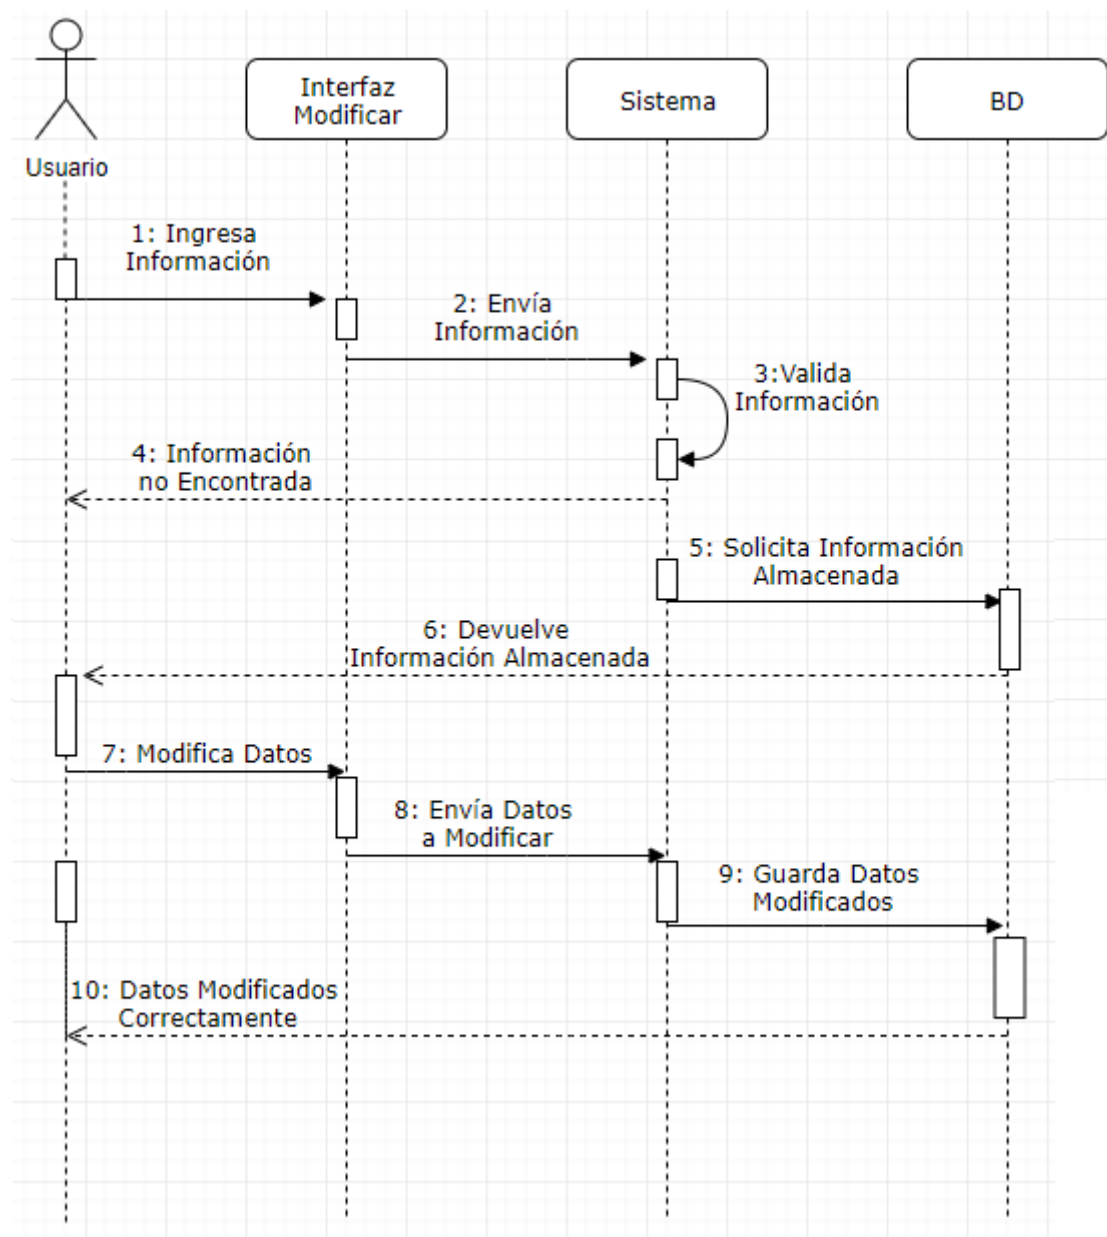 Usuario
Interfaz
Modificar
Sistema
BD
1: Ingresa
Información
2: Envía
Información
3:Valida
Información
4: Información
no Encontrada
5: Solicita Información
Almacenada
6: Devuelve
Información Almacenada
7: Modifica Datos
8: Envía Datos
a Modificar
9: Guarda Datos
Modificados
10: Datos Modificados
Correctamente